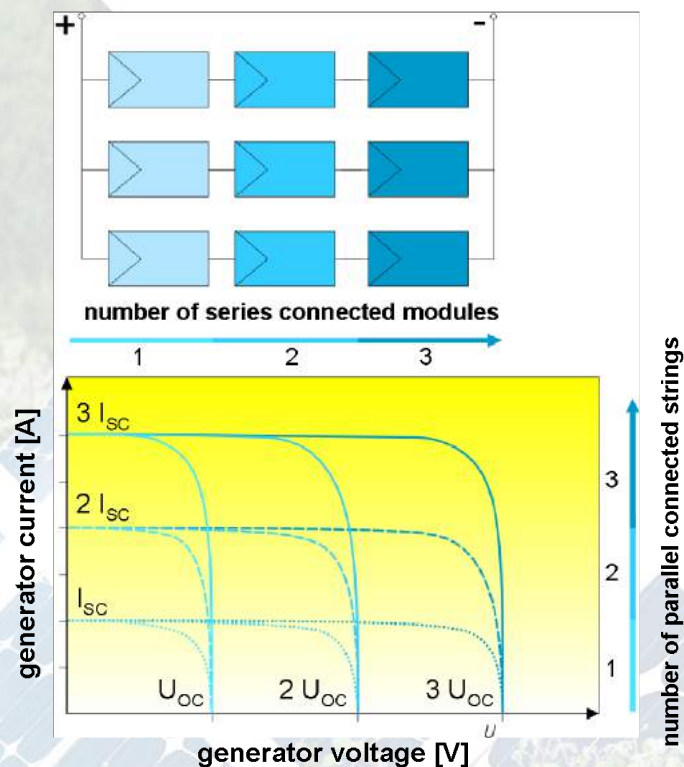 + -
number of series connected modules
1 2 3
3 I_SC
2 I_SC
I_SC
U_OC 2 U_OC 3 U_OC
U
generator voltage [V]
generator current [A]
3
2
1
number of parallel connected strings